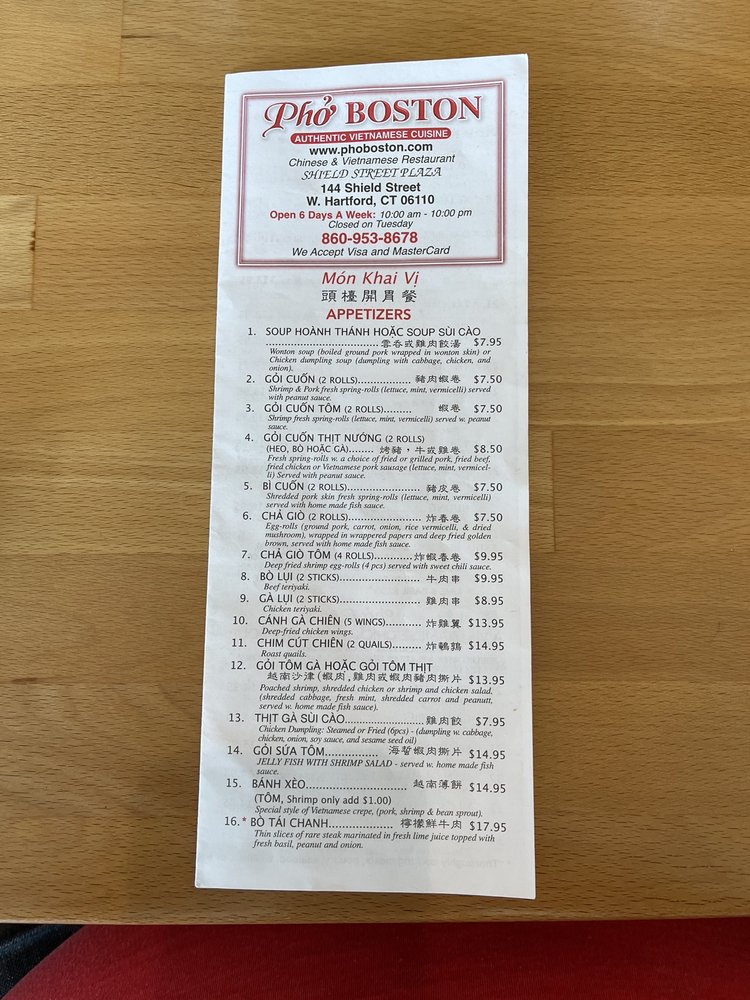 Phở BOSTON
AUTHENTIC VIETNAMESE CUISINE
www.phoboston.com
Chinese & Vietnamese Restaurant
SHIELD STREET PLAZA
144 Shield Street
W. Hartford, CT 06110
Open 6 Days A Week: 10:00 am - 10:00 pm
Closed on Tuesday
860-953-8678
We Accept Visa and MasterCard
Món Khai Vị
頭檯開胃餐
APPETIZERS
1. SOUP HOÀNH THÁNH HOẶC SOUP SÙI CÀO
.................................. 雲吞或雞肉餃湯 $7.95
Wonton soup (boiled ground pork wrapped in wonton skin) or
Chicken dumpling soup (dumpling with cabbage, chicken, and
onion).
2. GỎI CUỐN (2 ROLLS)................ 豬肉蝦卷 $7.50
Shrimp & Pork fresh spring-rolls (lettuce, mint, vermicelli) served
with peanut sauce.
3. GỎI CUỐN TÔM (2 ROLLS)......... 蝦卷 $7.50
Shrimp fresh spring-rolls (lettuce, mint, vermicelli) served w. peanut
sauce.
4. GỎI CUỐN THỊT NƯỚNG (2 ROLLS)
(HEO, BÒ HOẶC GÀ)........ 烤豬，牛或雞卷 $8.50
Fresh spring-rolls w. a choice of fried or grilled pork, fried beef,
fried chicken or Vietnamese pork sausage (lettuce, mint, vermicel-
li) Served with peanut sauce.
5. BÌ CUỐN (2 ROLLS)..................... 豬皮卷 $7.50
Shredded pork skin fresh spring-rolls (lettuce, mint, vermicelli)
served with home made fish sauce.
6. CHẢ GIÒ (2 ROLLS)..................... 炸春卷 $7.50
Egg-rolls (ground pork, carrot, onion, rice vermicelli, & dried
mushroom), wrapped in wrappered papers and deep fried golden
brown, served with home made fish sauce.
7. CHẢ GIÒ TÔM (4 ROLLS)............ 炸蝦春卷 $9.95
Deep fried shrimp egg-rolls (4 pcs) served with sweet chili sauce.
8. BÒ LỤI (2 STICKS)........................ 牛肉串 $9.95
Beef teriyaki.
9. GÀ LỤI (2 STICKS)........................ 雞肉串 $8.95
Chicken teriyaki.
10. CÁNH GÀ CHIÊN (5 WINGS)........... 炸雞翼 $13.95
Deep-fried chicken wings.
11. CHIM CÚT CHIÊN (2 QUAILS)......... 炸鵪鶉 $14.95
Roast quails.
12. GỎI TÔM GÀ HOẶC GỎI TÔM THỊT
越南沙津(蝦肉,雞肉或蝦肉豬肉撕片 $13.95
Poached shrimp, shredded chicken or shrimp and chicken salad.
(shredded cabbage, fresh mint, shredded carrot and peanutt,
served w. home made fish sauce).
13. THỊT GÀ SÙI CÀO........................ 雞肉餃 $7.95
Chicken Dumpling: Steamed or Fried (6pcs) - (dumpling w. cabbage,
chicken, onion, soy sauce, and sesame seed oil)
14. GỎI SỨA TÔM.................. 海蜇蝦肉撕片 $14.95
JELLY FISH WITH SHRIMP SALAD - served w. home made fish
sauce.
15. BÁNH XÈO................................ 越南薄餅 $14.95
(TÔM, Shrimp only add $1.00)
Special style of Vietnamese crepe, (pork, shrimp & bean sprout).
16. * BÒ TÁI CHANH................... 檸檬鮮牛肉 $17.95
Thin slices of rare steak marinated in fresh lime juice topped with
fresh basil, peanut and onion.